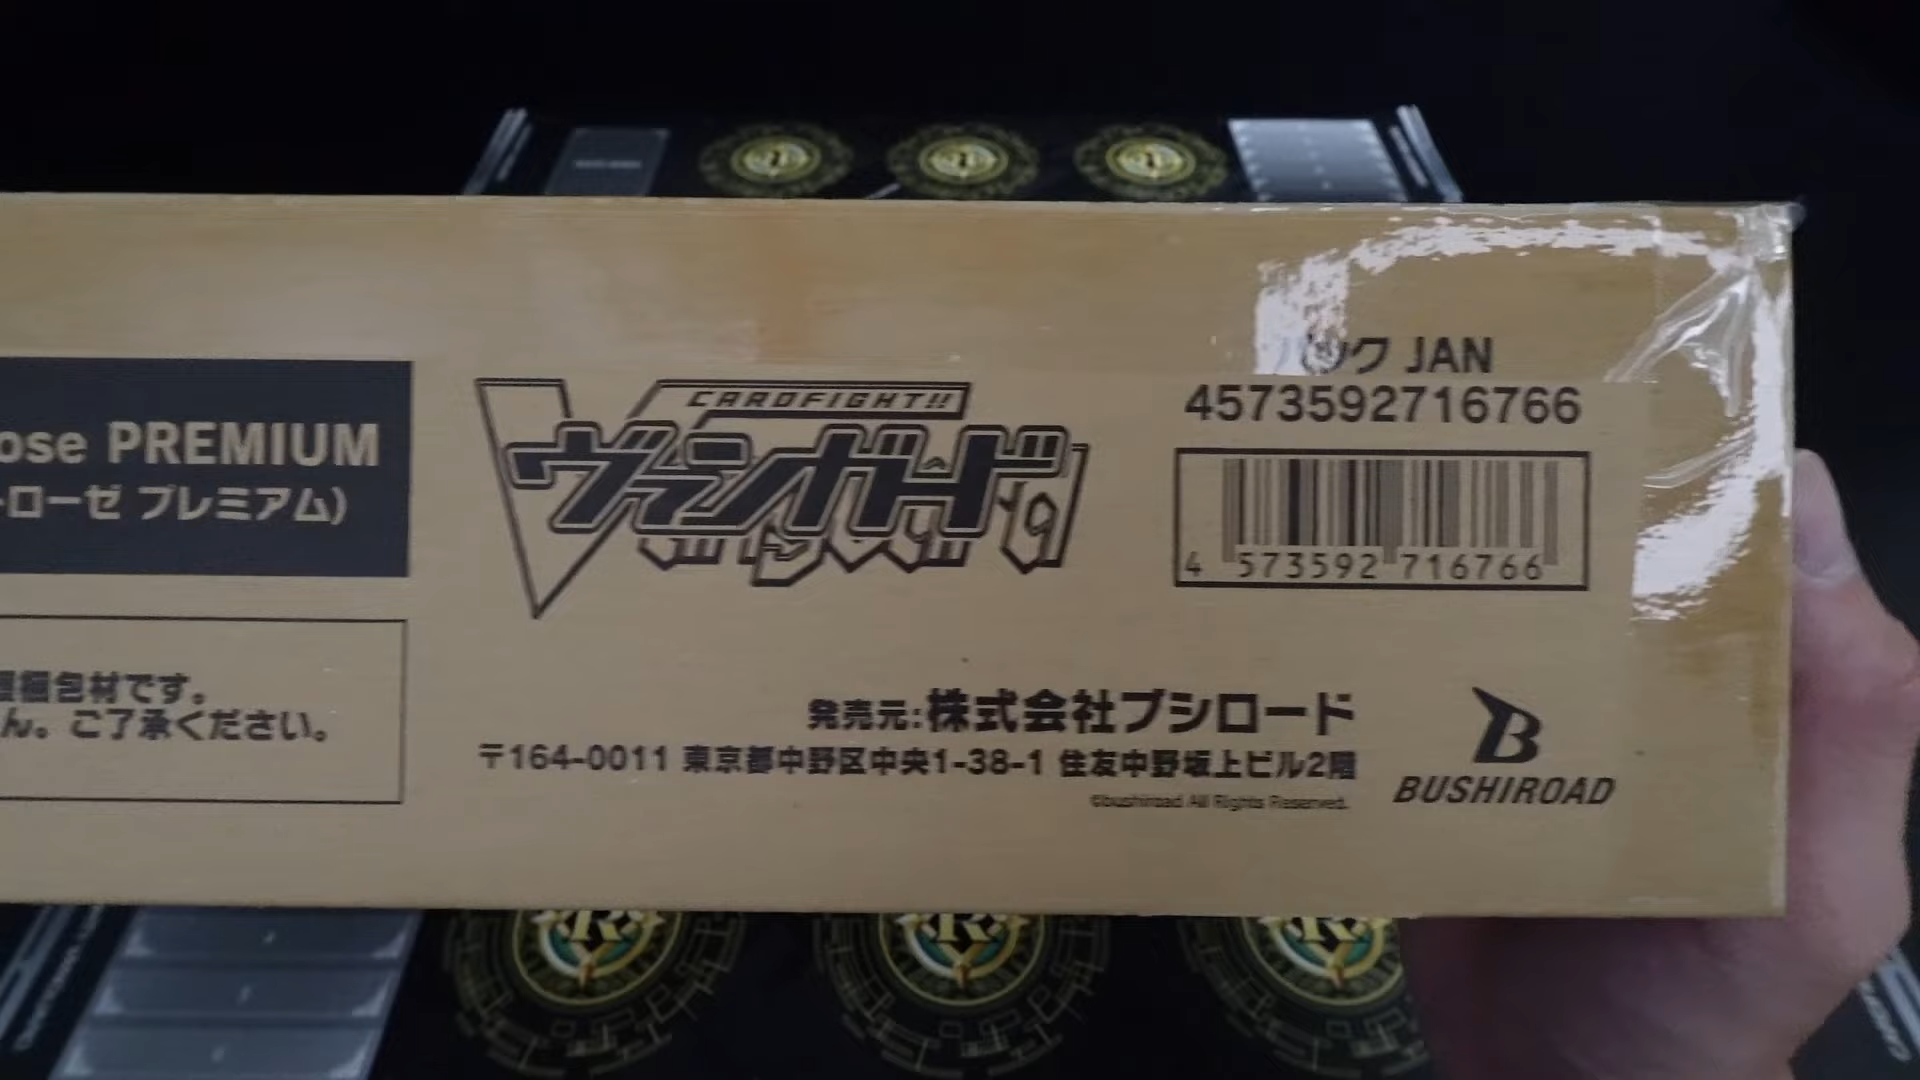 ose PREMIUM
ローゼ プレミアム)
梱包材です。
ん。ご了承ください。
CARDFIGHT!!
ヴァンガード
Vanguard
パック JAN
4573592716766
4 573592 716766
発売元:株式会社ブシロード
〒164-0011 東京都中野区中央1-38-1 住友中野坂上ビル2階
©bushiroad All Rights Reserved.
B
BUSHIROAD